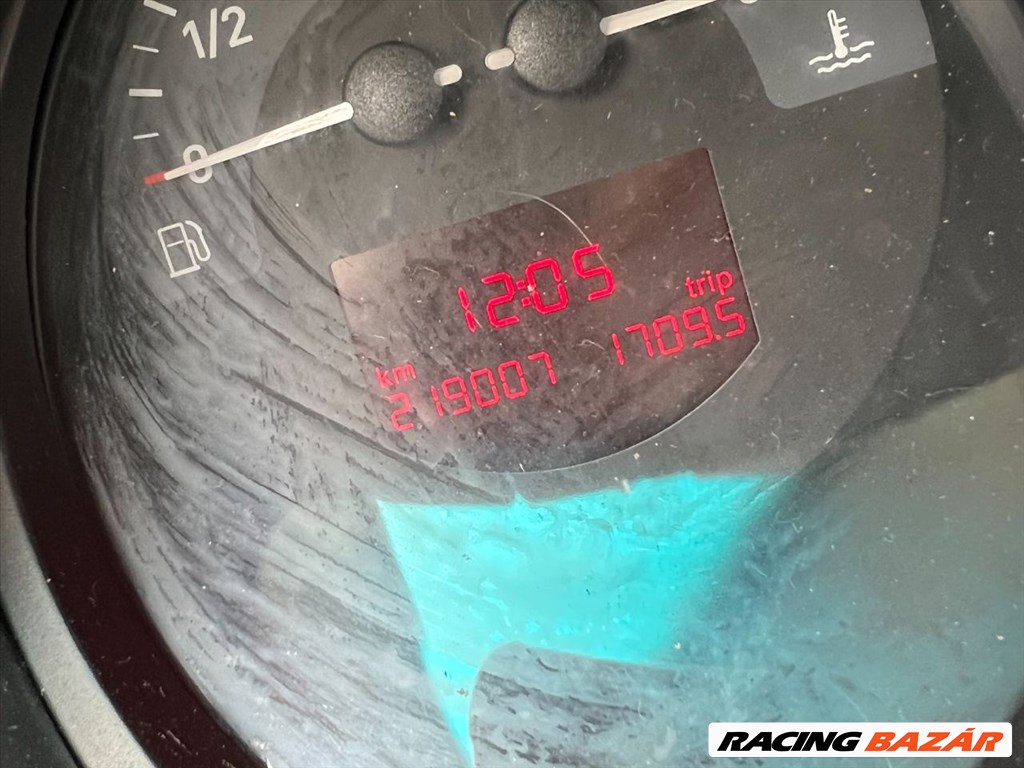 1/2
0
12:05
km trip
219007 1709.5
RACING BAZÁR